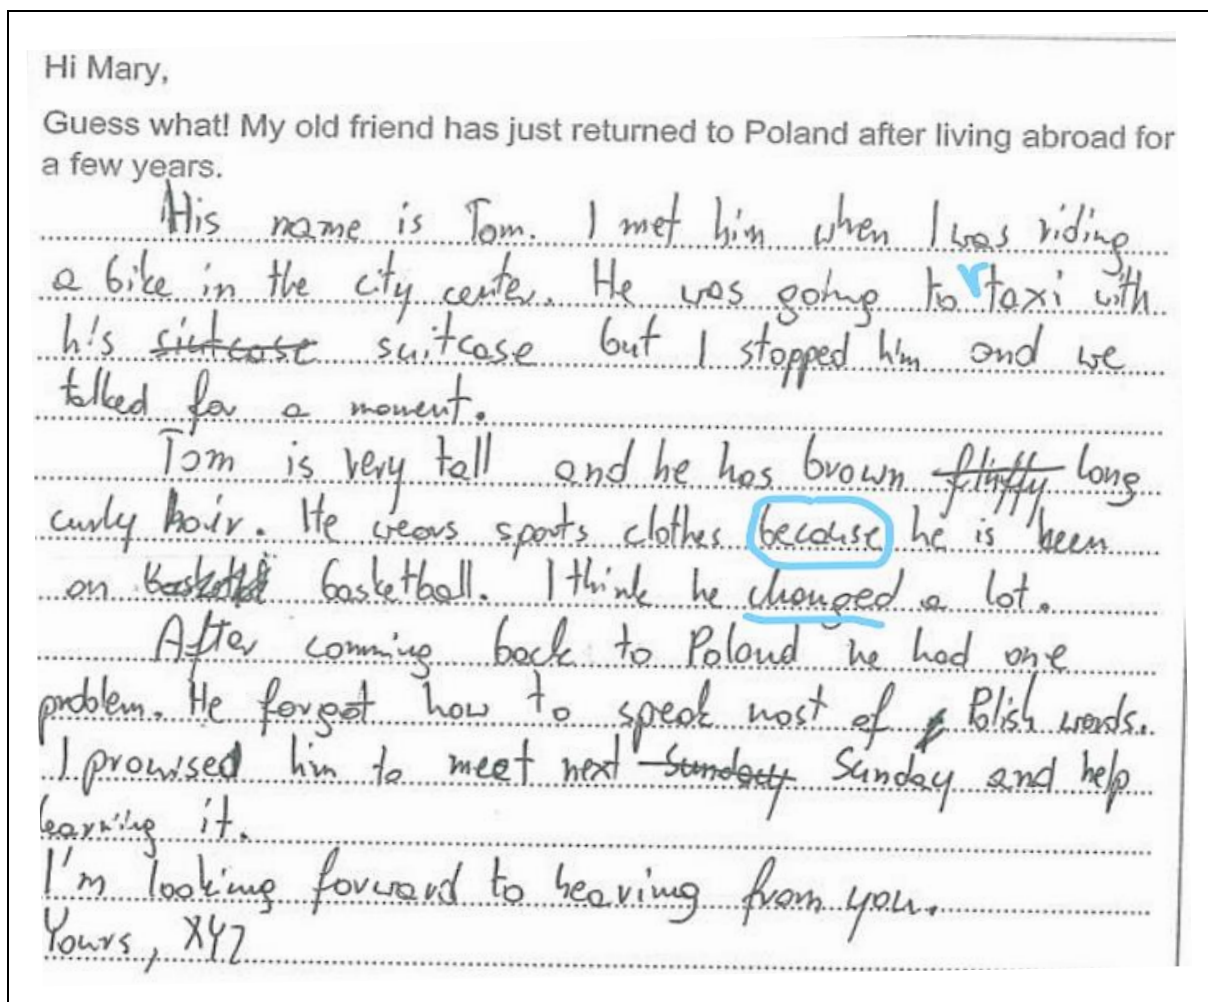 Hi Mary,
Guess what! My old friend has just returned to Poland after living abroad for
a few years.
His name is Tom. I met him when I was riding
a bike in the city center. He was going to taxi with
his siutcase suitcase but I stopped him and we
talked for a moment.
Tom is very tall and he has brown fluffy long
curly hair. He wears sports clothes because he is keen
on basketball basketball. I think he changed a lot.
After comming back to Poland he had one
problem. He forgot how to speak most of Polish words.
I promised him to meet next Sunday Sunday and help
learning it.
I'm looking forward to hearing from you.
Yours, XYZ